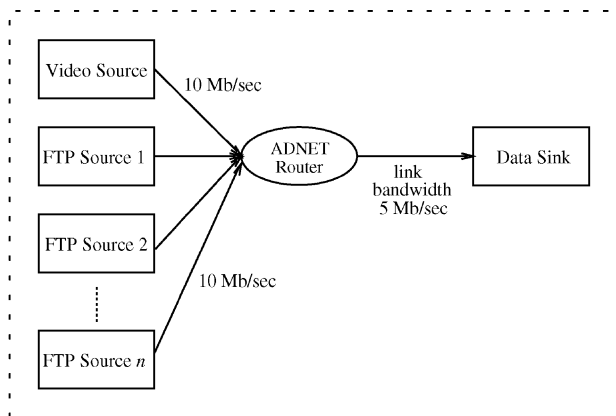 Video Source
10 Mb/sec
FTP Source 1
ADNET
Router
Data Sink
link
bandwidth
5 Mb/sec
FTP Source 2
10 Mb/sec
FTP Source n